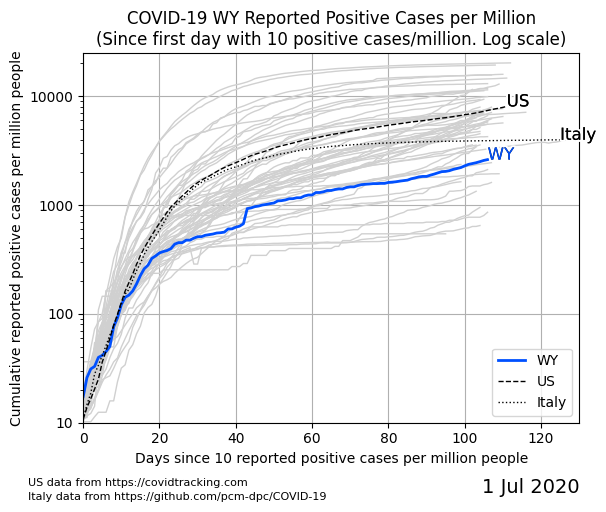 COVID-19 WY Reported Positive Cases per Million
(Since first day with 10 positive cases/million. Log scale)
Cumulative reported positive cases per million people
10000
1000
100
10
US
Italy
WY
WY
US
Italy
0 20 40 60 80 100 120
Days since 10 reported positive cases per million people
US data from https://covidtracking.com
Italy data from https://github.com/pcm-dpc/COVID-19
1 Jul 2020